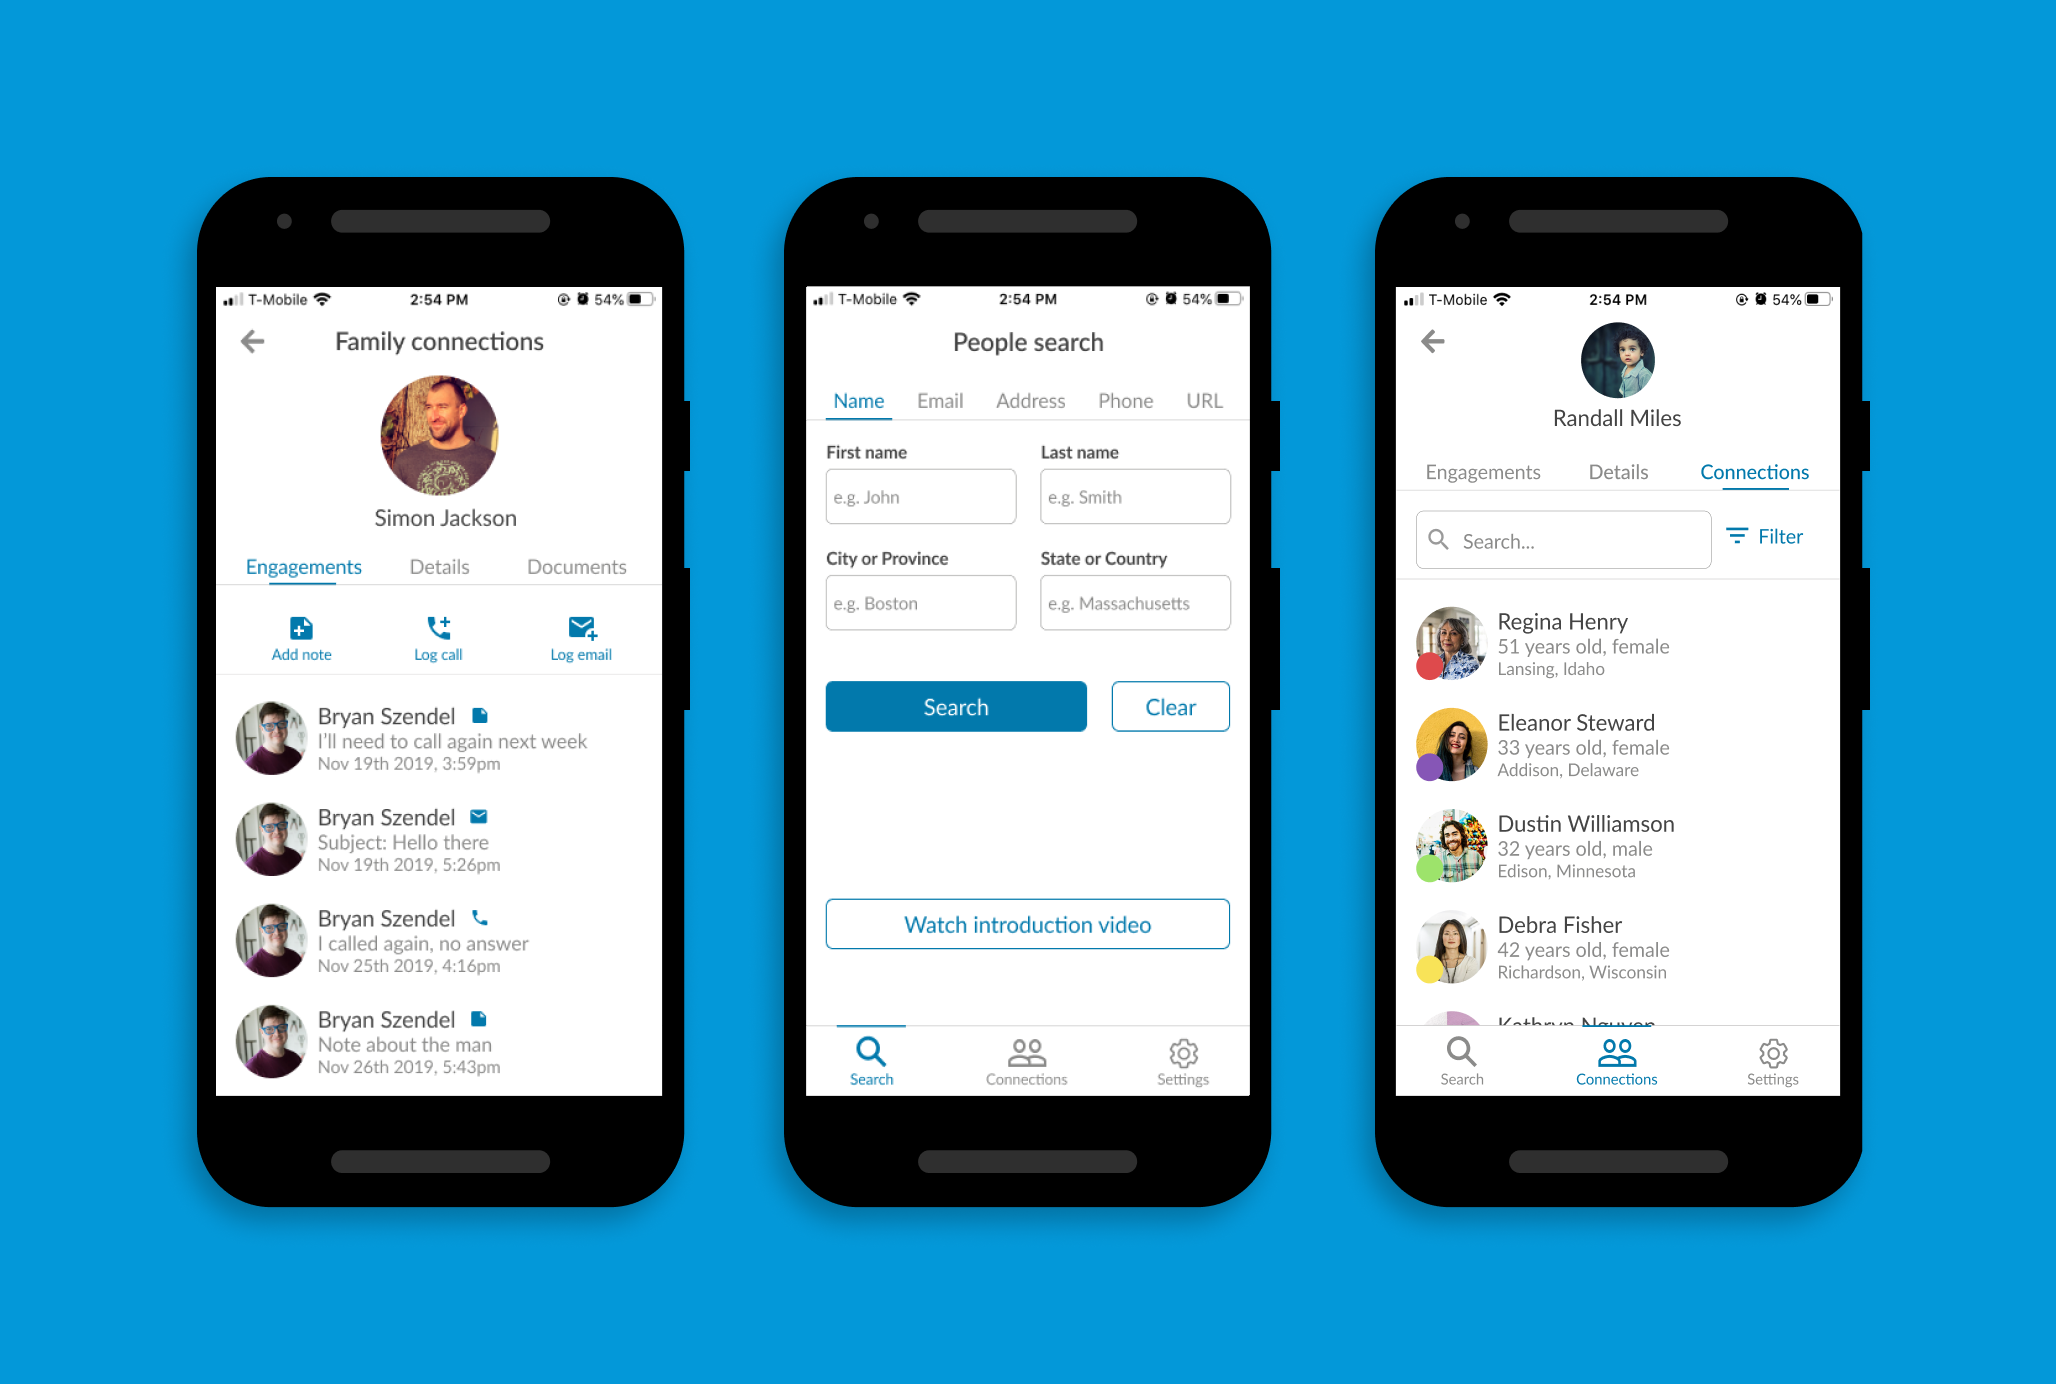 T-Mobile 2:54 PM 54%
Family connections
Simon Jackson
Engagements Details Documents
Add note Log call Log email
Bryan Szendel
I'll need to call again next week
Nov 19th 2019, 3:59pm
Bryan Szendel
Subject: Hello there
Nov 19th 2019, 5:26pm
Bryan Szendel
I called again, no answer
Nov 25th 2019, 4:16pm
Bryan Szendel
Note about the man
Nov 26th 2019, 5:43pm
T-Mobile 2:54 PM 54%
People search
Name Email Address Phone URL
First name Last name
e.g. John e.g. Smith
City or Province State or Country
e.g. Boston e.g. Massachusetts
Search Clear
Watch introduction video
Search Connections Settings
T-Mobile 2:54 PM 54%
Randall Miles
Engagements Details Connections
Search... Filter
Regina Henry
51 years old, female
Lansing, Idaho
Eleanor Steward
33 years old, female
Addison, Delaware
Dustin Williamson
32 years old, male
Edison, Minnesota
Debra Fisher
42 years old, female
Richardson, Wisconsin
Kathryn Nguyen
Search Connections Settings